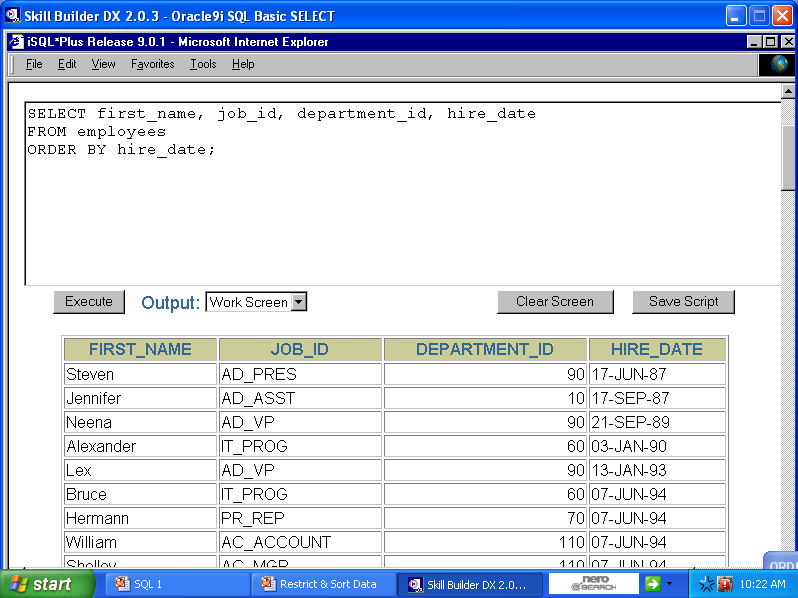 Skill Builder DX 2.0.3 - Oracle9i SQL Basic SELECT
iSQL*Plus Release 9.0.1 - Microsoft Internet Explorer
File Edit View Favorites Tools Help
SELECT first_name, job_id, department_id, hire_date
FROM employees
ORDER BY hire_date;
Execute Output: Work Screen Clear Screen Save Script
FIRST_NAME JOB_ID DEPARTMENT_ID HIRE_DATE
Steven AD_PRES 90 17-JUN-87
Jennifer AD_ASST 10 17-SEP-87
Neena AD_VP 90 21-SEP-89
Alexander IT_PROG 60 03-JAN-90
Lex AD_VP 90 13-JAN-93
Bruce IT_PROG 60 07-JUN-94
Hermann PR_REP 70 07-JUN-94
William AC_ACCOUNT 110 07-JUN-94
Shelley AC_MGR 110 07-JUN-94
ORD
start SQL 1 Restrict & Sort Data Skill Builder DX 2.0... nero @SEARCH 10:22 AM